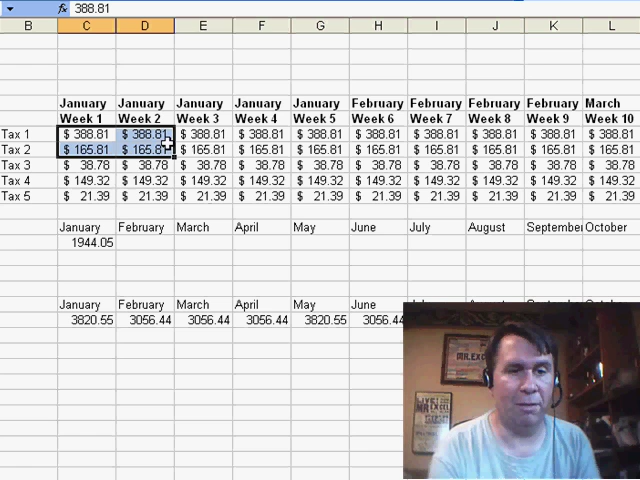 fx 388.81
B C D E F G H I J K L
January January January January January February February February February March
Week 1 Week 2 Week 3 Week 4 Week 5 Week 6 Week 7 Week 8 Week 9 Week 10
Tax 1 $ 388.81 $ 388.81 $ 388.81 $ 388.81 $ 388.81 $ 388.81 $ 388.81 $ 388.81 $ 388.81 $ 388.81
Tax 2 $ 165.81 $ 165.81 $ 165.81 $ 165.81 $ 165.81 $ 165.81 $ 165.81 $ 165.81 $ 165.81 $ 165.81
Tax 3 $ 38.78 $ 38.78 $ 38.78 $ 38.78 $ 38.78 $ 38.78 $ 38.78 $ 38.78 $ 38.78 $ 38.78
Tax 4 $ 149.32 $ 149.32 $ 149.32 $ 149.32 $ 149.32 $ 149.32 $ 149.32 $ 149.32 $ 149.32 $ 149.32
Tax 5 $ 21.39 $ 21.39 $ 21.39 $ 21.39 $ 21.39 $ 21.39 $ 21.39 $ 21.39 $ 21.39 $ 21.39
January February March April May June July August September October
1944.05
January February March April May June
3820.55 3056.44 3056.44 3056.44 3820.55 3056.44
MR.EXCEL
LIVE
MR EXCEL